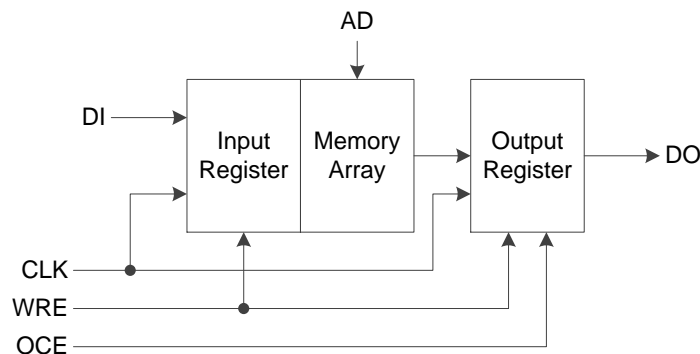 AD
DI
Input
Register
Memory
Array
Output
Register
DO
CLK
WRE
OCE